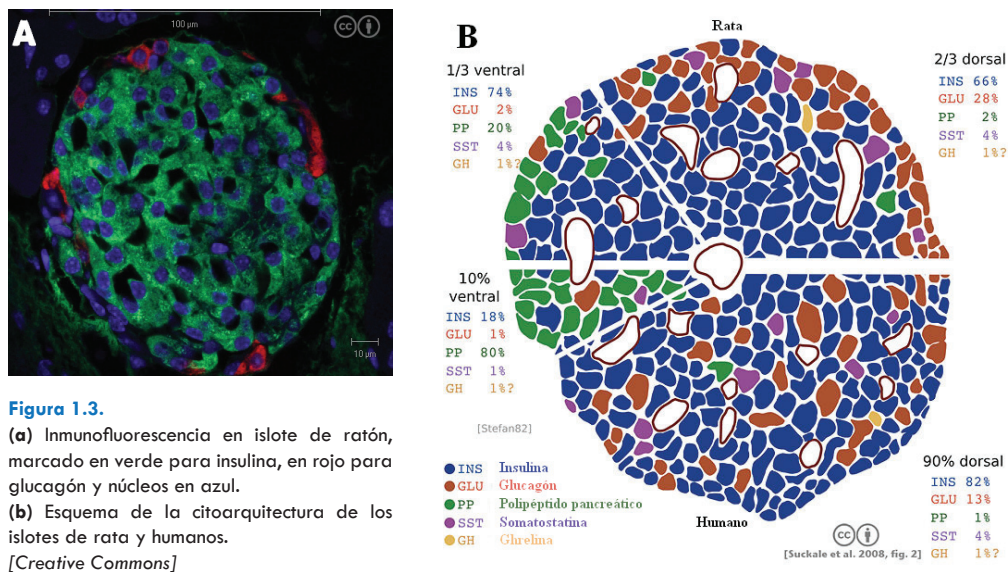 A
100 µm
10 µm
Figura 1.3.
(a) Inmunofluorescencia en islote de ratón,
marcado en verde para insulina, en rojo para
glucagón y núcleos en azul.
(b) Esquema de la citoarquitectura de los
islotes de rata y humanos.
[Creative Commons]
B
Rata
1/3 ventral
INS 74%
GLU 2%
PP 20%
SST 4%
GH 1%?
2/3 dorsal
INS 66%
GLU 28%
PP 2%
SST 4%
GH 1%?
10%
ventral
INS 18%
GLU 1%
PP 80%
SST 1%
GH 1%?
[Stefan82]
INS Insulina
GLU Glucagón
PP Polipéptido pancreático
SST Somatostatina
GH Ghrelina
Humano
90% dorsal
INS 82%
GLU 13%
PP 1%
SST 4%
GH 1%?
cc
[Suckale et al. 2008, fig. 2]